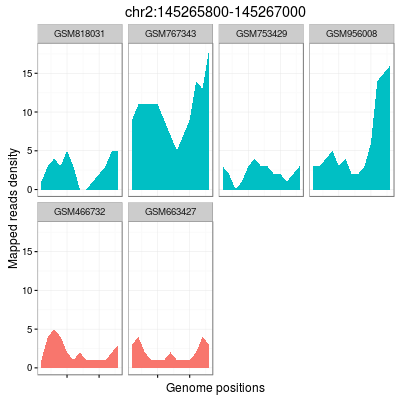 chr2:145265800-145267000
GSM818031 GSM767343 GSM753429 GSM956008
15
10
5
0
GSM466732 GSM663427
15
10
5
0
Mapped reads density
Genome positions